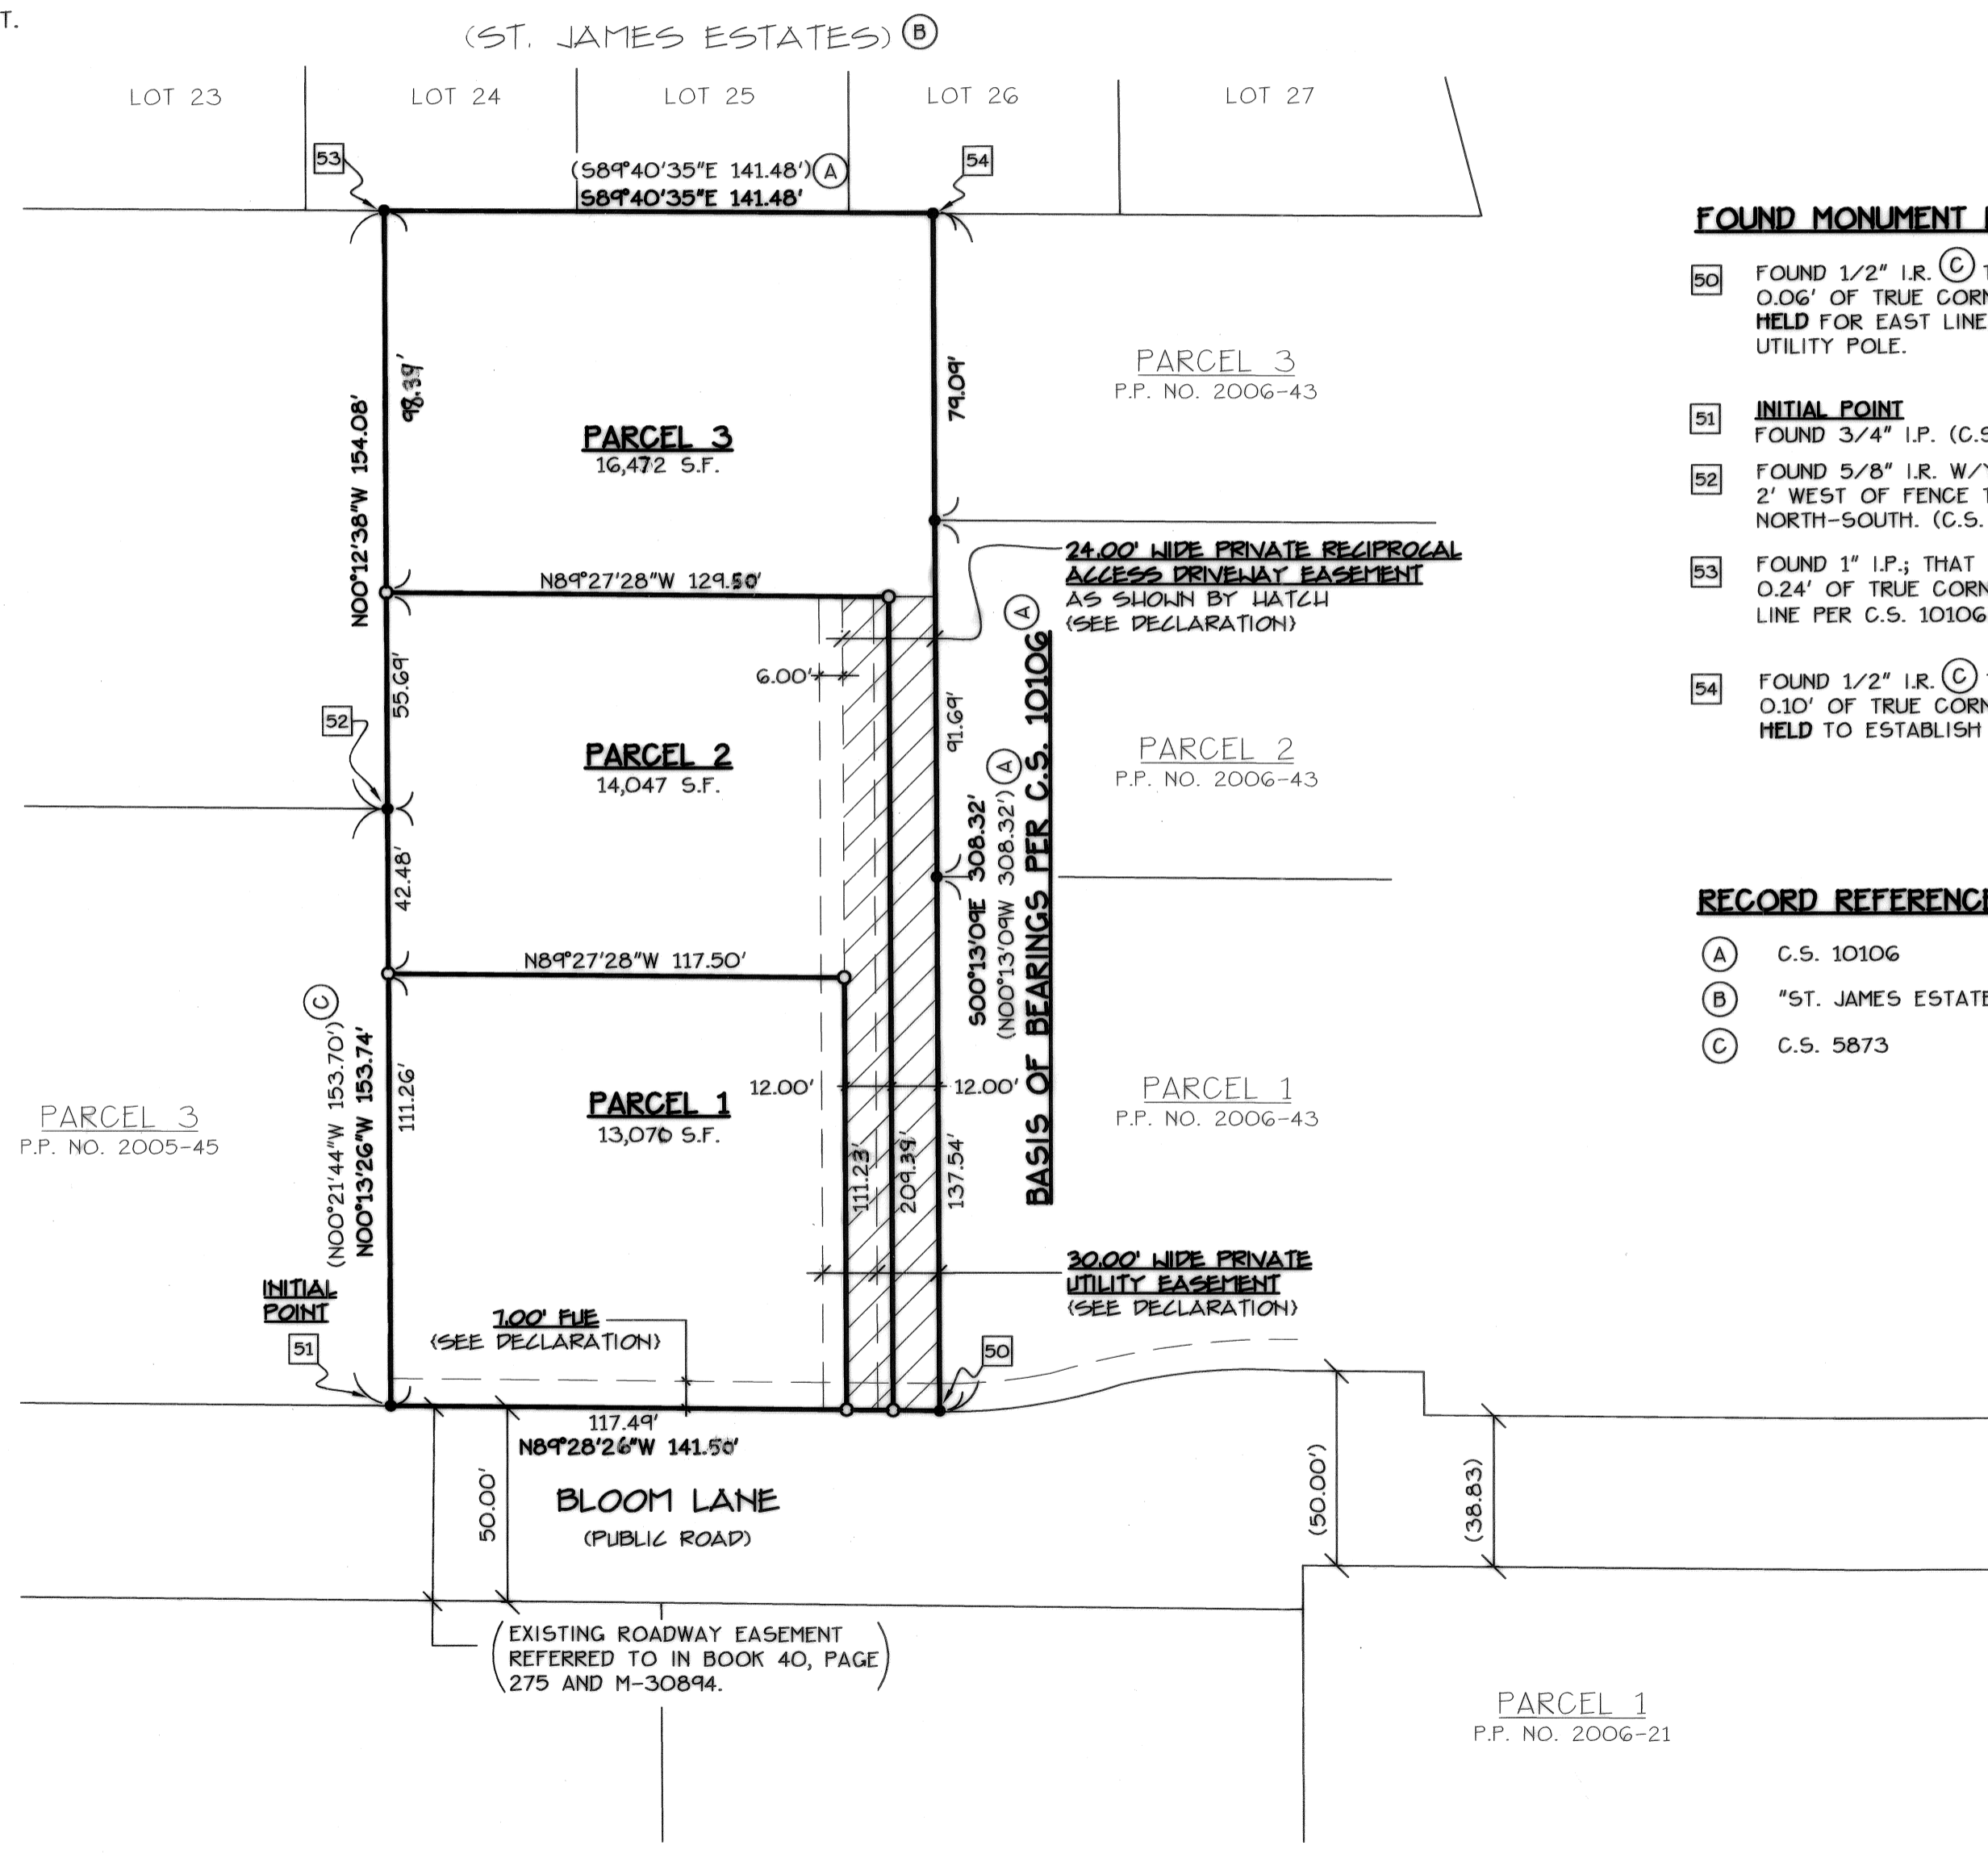 T.
(ST. JAMES ESTATES) B
LOT 23
LOT 24
LOT 25
LOT 26
LOT 27
53
(S89°40'35"E 141.48') A
S89°40'35"E 141.48'
54
N00°12'38"W 154.08'
98.39'
PARCEL 3
16,472 S.F.
79.09'
PARCEL 3
P.P. NO. 2006-43
N89°27'28"W 129.50'
24.00' WIDE PRIVATE RECIPROCAL
ACCESS DRIVEWAY EASEMENT
AS SHOWN BY HATCH
(SEE DECLARATION)
55.69'
6.00'
52
91.69'
PARCEL 2
14,047 S.F.
PARCEL 2
P.P. NO. 2006-43
42.48'
S00°13'09E 308.32'
(N00°13'09W 308.32') A
BASIS OF BEARINGS PER C.S. 10106 A
N89°27'28"W 117.50'
(N00°21'44"W 153.70') C
N00°13'26"W 153.74'
111.26'
PARCEL 1
13,070 S.F.
12.00'
12.00'
111.23'
209.39'
137.54'
PARCEL 1
P.P. NO. 2006-43
PARCEL 3
P.P. NO. 2005-45
INITIAL
POINT
51
7.00' FUE
(SEE DECLARATION)
30.00' WIDE PRIVATE
UTILITY EASEMENT
(SEE DECLARATION)
50
117.49'
N89°28'26"W 141.50'
50.00'
BLOOM LANE
(PUBLIC ROAD)
(50.00')
(38.83)
(EXISTING ROADWAY EASEMENT
REFERRED TO IN BOOK 40, PAGE
275 AND M-30894.)
PARCEL 1
P.P. NO. 2006-21
FOUND MONUMENT
50 FOUND 1/2" I.R. C
0.06' OF TRUE
HELD FOR EAST LINE
UTILITY POLE.
51 INITIAL POINT
FOUND 3/4" I.P.
52 FOUND 5/8" I.R.
2' WEST OF FENCE
NORTH-SOUTH. (C.S.
53 FOUND 1" I.P.; THAT
0.24' OF TRUE
LINE PER C.S. 10106
54 FOUND 1/2" I.R. C
0.10' OF TRUE
HELD TO ESTABLISH
RECORD
A C.S. 10106
B "ST. JAMES
C C.S. 5873